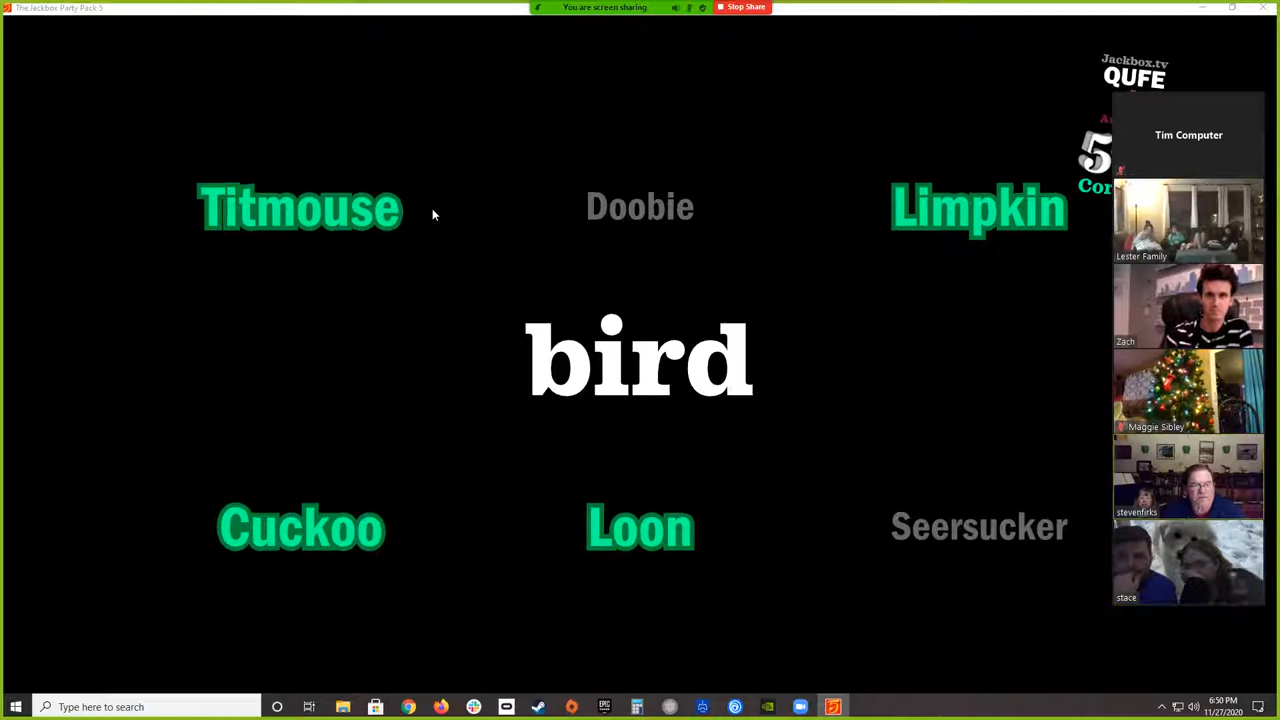 The Jackbox Party Pack 5
You are screen sharing
Stop Share
Jackbox.tv
QUFE
Titmouse
Doobie
Limpkin
bird
Cuckoo
Loon
Seersucker
Tim Computer
Lester Family
Zach
Maggie Sibley
stevenfirks
stace
Type here to search
EPIC
6:50 PM
11/27/2020